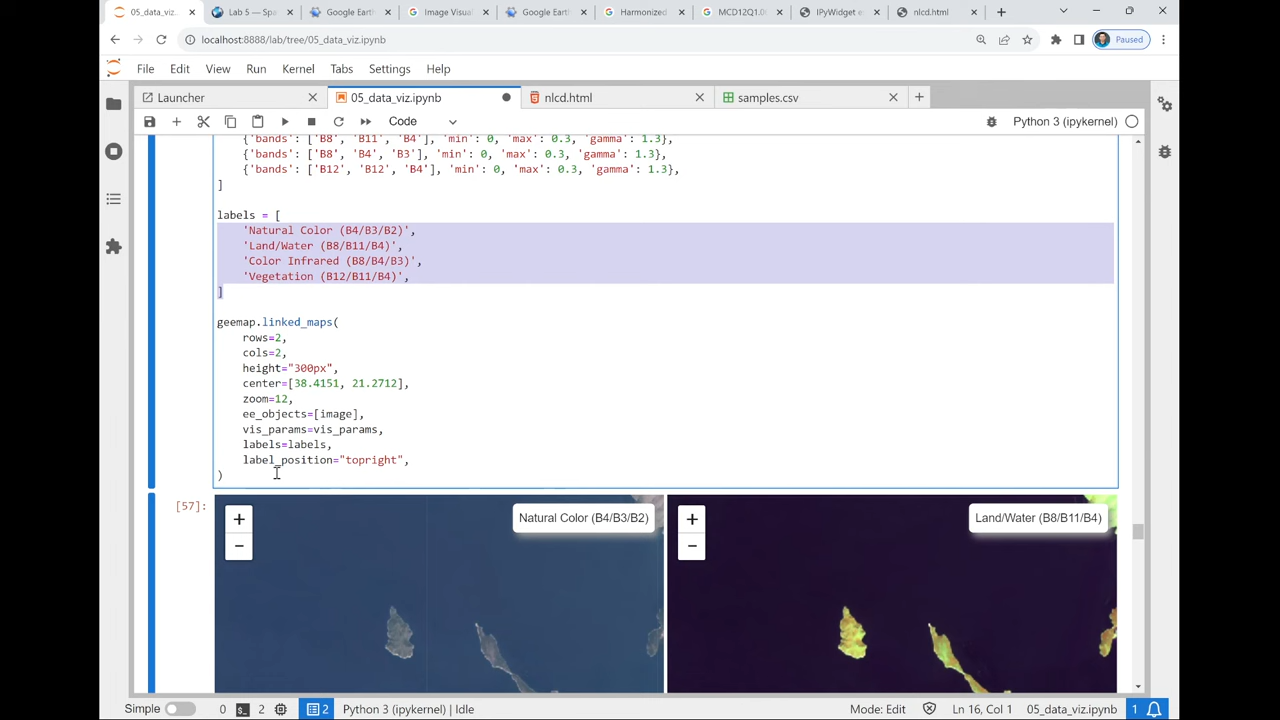 05_data_viz.
Lab 5 — Spa
Google Earth
Image Visual
Google Earth
Harmonized
MCD12Q1.0
IPyWidget ex
nlcd.html
localhost:8888/lab/tree/05_data_viz.ipynb
Paused
File Edit View Run Kernel Tabs Settings Help
Launcher
05_data_viz.ipynb
nlcd.html
samples.csv
Code
Python 3 (ipykernel)
{'bands': ['B8', 'B11', 'B4'], 'min': 0, 'max': 0.3, 'gamma': 1.3},
{'bands': ['B8', 'B4', 'B3'], 'min': 0, 'max': 0.3, 'gamma': 1.3},
{'bands': ['B12', 'B12', 'B4'], 'min': 0, 'max': 0.3, 'gamma': 1.3},
]
labels = [
'Natural Color (B4/B3/B2)',
'Land/Water (B8/B11/B4)',
'Color Infrared (B8/B4/B3)',
'Vegetation (B12/B11/B4)',
]
geemap.linked_maps(
rows=2,
cols=2,
height="300px",
center=[38.4151, 21.2712],
zoom=12,
ee_objects=[image],
vis_params=vis_params,
labels=labels,
label_position="topright",
)
[57]:
+
−
Natural Color (B4/B3/B2)
+
−
Land/Water (B8/B11/B4)
Simple 0 2 2 Python 3 (ipykernel) | Idle Mode: Edit Ln 16, Col 1 05_data_viz.ipynb 1